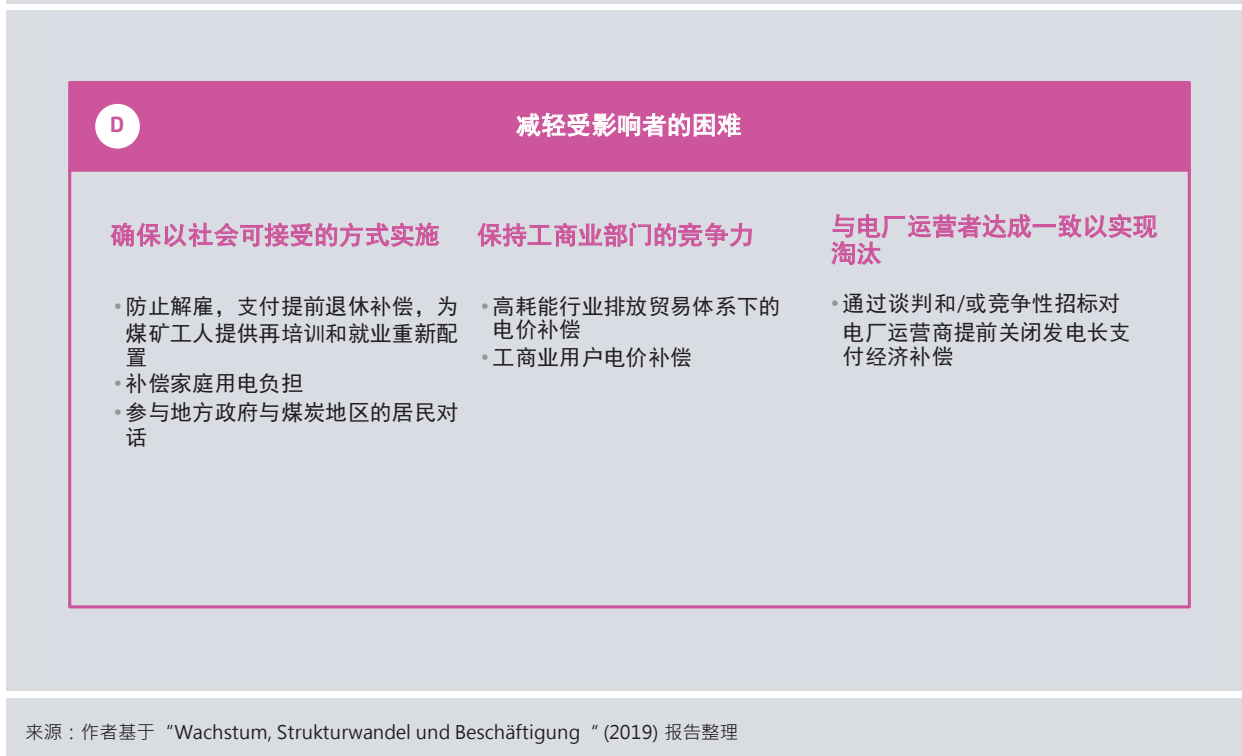 D
减轻受影响者的困难
确保以社会可接受的方式实施
•防止解雇，支付提前退休补偿，为
煤矿工人提供再培训和就业重新配
置
•补偿家庭用电负担
•参与地方政府与煤炭地区的居民对
话
保持工商业部门的竞争力
•高耗能行业排放贸易体系下的
电价补偿
•工商业用户电价补偿
与电厂运营者达成一致以实现
淘汰
•通过谈判和/或竞争性招标对
电厂运营商提前关闭发电长支
付经济补偿
来源：作者基于 “Wachstum, Strukturwandel und Beschäftigung “ (2019) 报告整理